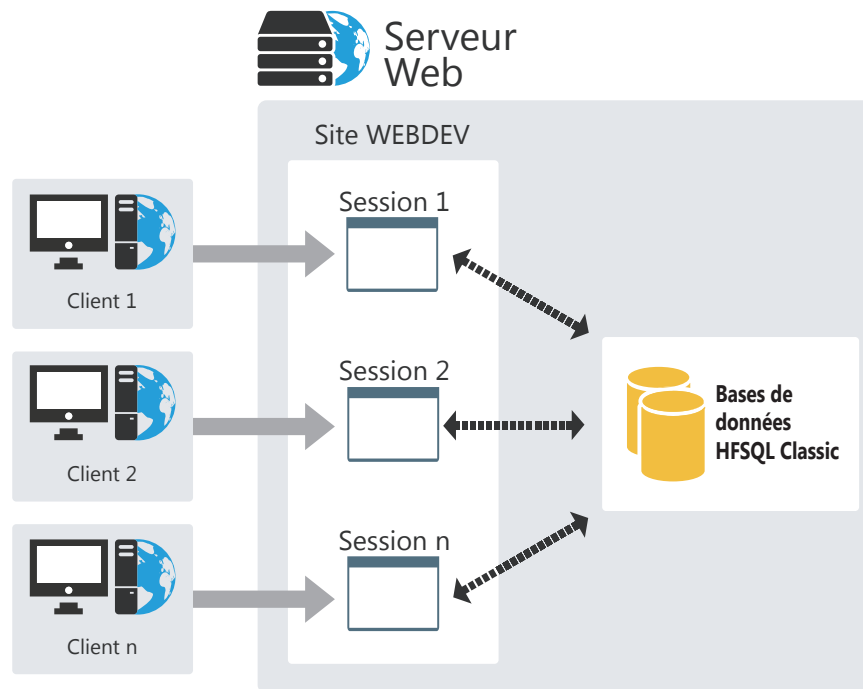 Serveur
Web
Site WEBDEV
Session 1
Client 1
Session 2
Client 2
Bases de
données
HFSQL Classic
Session n
Client n